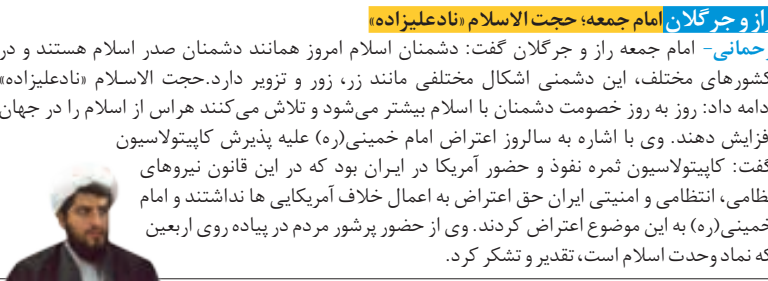 راز و جرگلان امام جمعه؛ حجت الاسلام «نادعلیزاده»
رحمانی- امام جمعه راز و جرگلان گفت: دشمنان اسلام امروز همانند دشمنان صدر اسلام هستند و در
کشورهای مختلف، این دشمنی اشکال مختلفی مانند زر، زور و تزویر دارد.حجت الاسلام «نادعلیزاده»
ادامه داد: روز به روز خصومت دشمنان با اسلام بیشتر می‌شود و تلاش می‌کنند هراس از اسلام را در جهان
افزایش دهند. وی با اشاره به سالروز اعتراض امام خمینی(ره) علیه پذیرش کاپیتولاسیون
گفت: کاپیتولاسیون ثمره نفوذ و حضور آمریکا در ایران بود که در این قانون نیروهای
نظامی، انتظامی و امنیتی ایران حق اعتراض به اعمال خلاف آمریکایی ها نداشتند و امام
خمینی(ره) به این موضوع اعتراض کردند. وی از حضور پرشور مردم در پیاده روی اربعین
که نماد وحدت اسلام است، تقدیر و تشکر کرد.